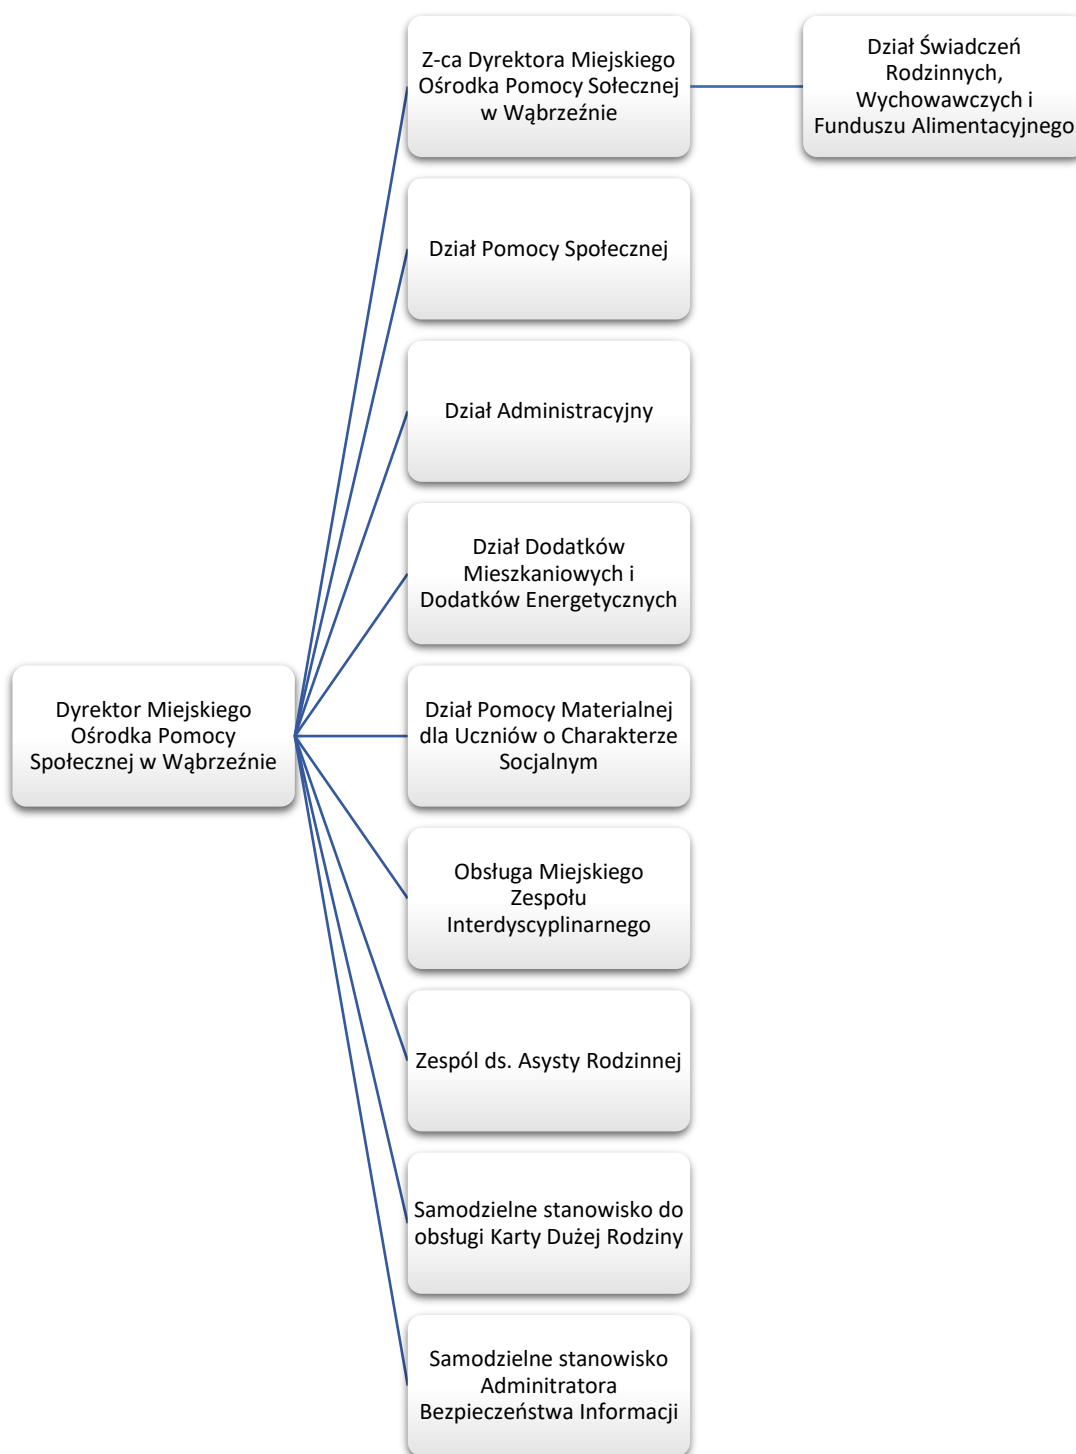 Z-ca Dyrektora Miejskiego
Ośrodka Pomocy Sołecznej
w Wąbrzeźnie
Dział Świadczeń
Rodzinnych,
Wychowawczych i
Funduszu Alimentacyjnego
Dział Pomocy Społecznej
Dział Administracyjny
Dział Dodatków
Mieszkaniowych i
Dodatków Energetycznych
Dyrektor Miejskiego
Ośrodka Pomocy
Społecznej w Wąbrzeźnie
Dział Pomocy Materialnej
dla Uczniów o Charakterze
Socjalnym
Obsługa Miejskiego
Zespołu
Interdyscyplinarnego
Zespól ds. Asysty Rodzinnej
Samodzielne stanowisko do
obsługi Karty Dużej Rodziny
Samodzielne stanowisko
Adminitratora
Bezpieczeństwa Informacji